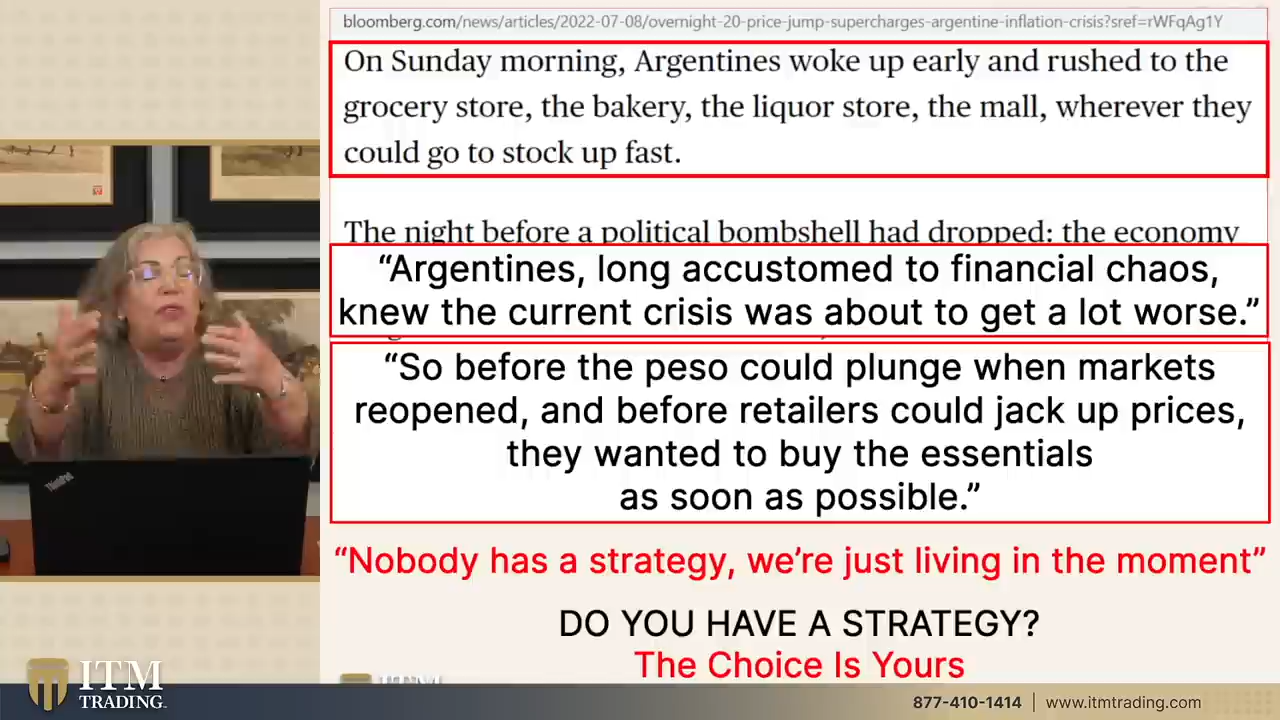 bloomberg.com/news/articles/2022-07-08/overnight-20-price-jump-supercharges-argentine-inflation-crisis?sref=rWFqAg1Y
On Sunday morning, Argentines woke up early and rushed to the
grocery store, the bakery, the liquor store, the mall, wherever they
could go to stock up fast.
The night before a political bombshell had dropped: the economy
“Argentines, long accustomed to financial chaos,
knew the current crisis was about to get a lot worse.”
“So before the peso could plunge when markets
reopened, and before retailers could jack up prices,
they wanted to buy the essentials
as soon as possible.”
“Nobody has a strategy, we’re just living in the moment”
DO YOU HAVE A STRATEGY?
The Choice Is Yours
ThinkPad
ITM
TRADING
877-410-1414 | www.itmtrading.com